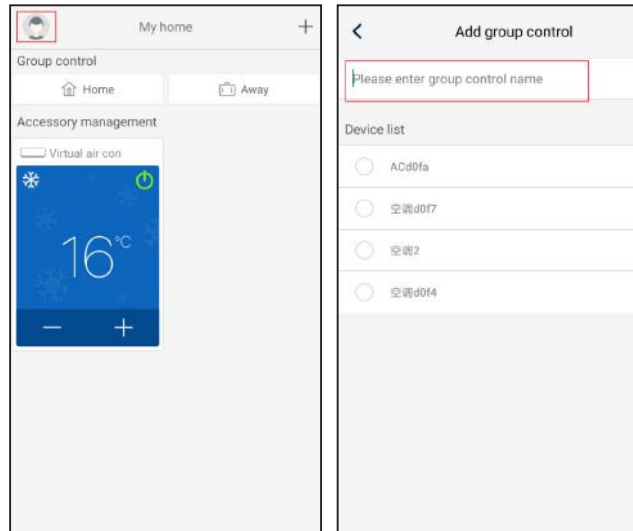 My home +
Group control
Home
Away
Accessory management
Virtual air con
16°C
− +
Add group control
Please enter group control name
Device list
ACd0fa
空调d0f7
空调2
空调d0f4